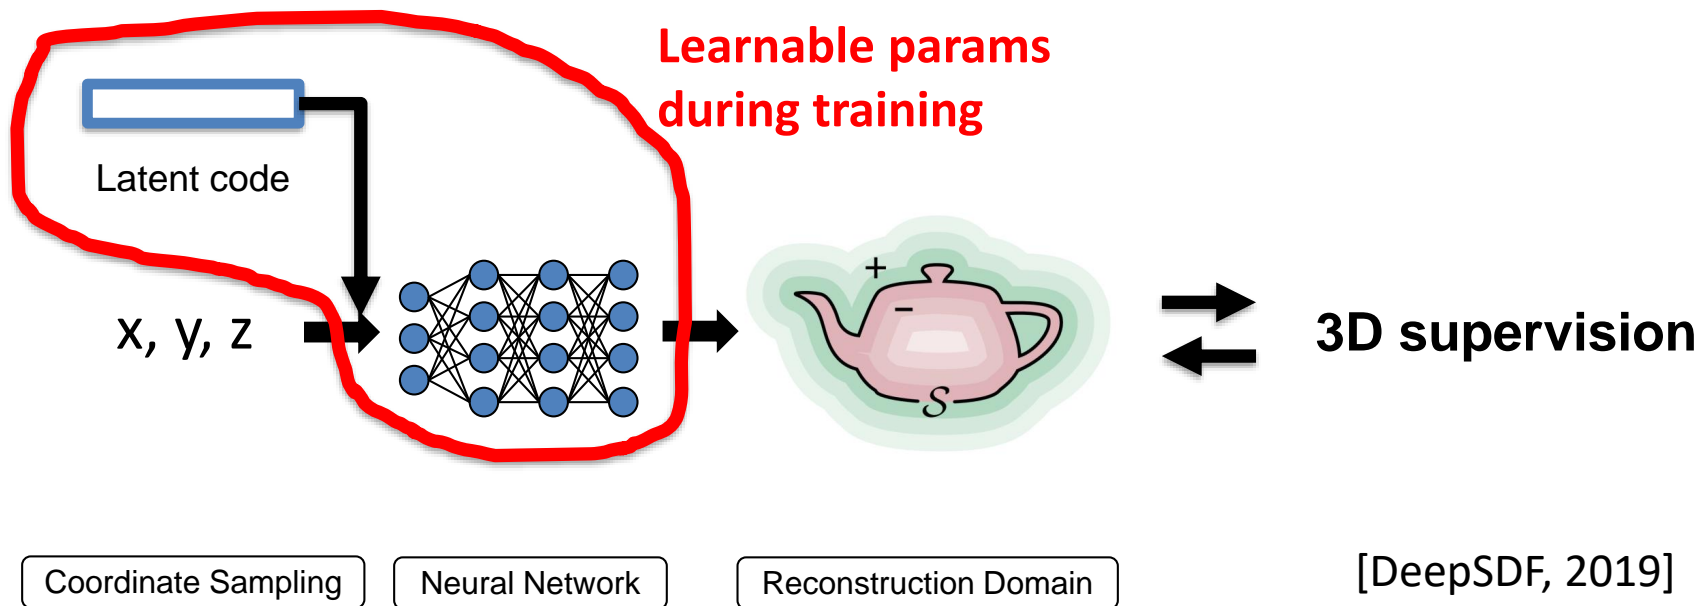 Learnable params
during training
Latent code
x, y, z
+
-
S
3D supervision
Coordinate Sampling
Neural Network
Reconstruction Domain
[DeepSDF, 2019]